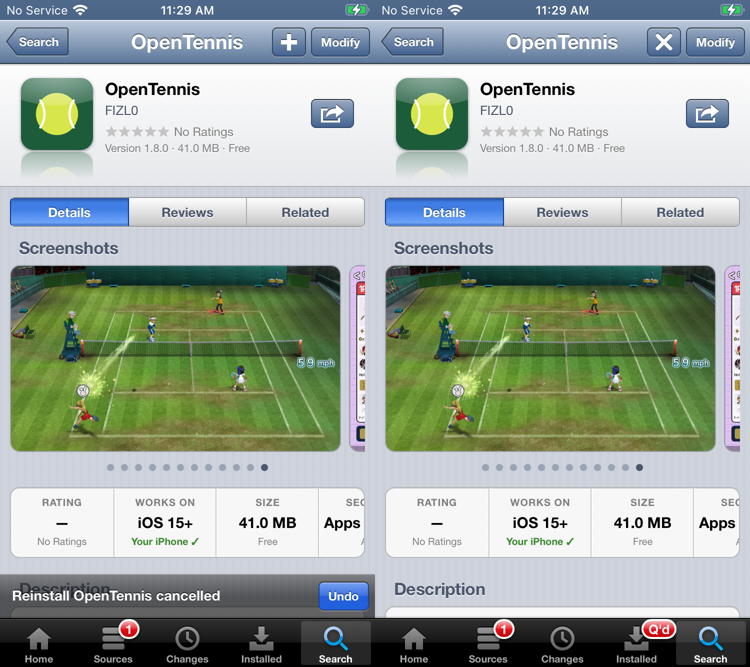 No Service 11:29 AM
Search OpenTennis + Modify
OpenTennis
FIZL0
No Ratings
Version 1.8.0 · 41.0 MB · Free
Details Reviews Related
Screenshots
59 mph
RATING WORKS ON SIZE SEC
— iOS 15+ 41.0 MB Apps
No Ratings Your iPhone ✓ Free
Description
Reinstall OpenTennis cancelled Undo
1
Home Sources Changes Installed Search
No Service 11:29 AM
Search OpenTennis X Modify
OpenTennis
FIZL0
No Ratings
Version 1.8.0 · 41.0 MB · Free
Details Reviews Related
Screenshots
59 mph
RATING WORKS ON SIZE SEC
— iOS 15+ 41.0 MB Apps
No Ratings Your iPhone ✓ Free
Description
1 Q'd
Home Sources Changes Installed Search